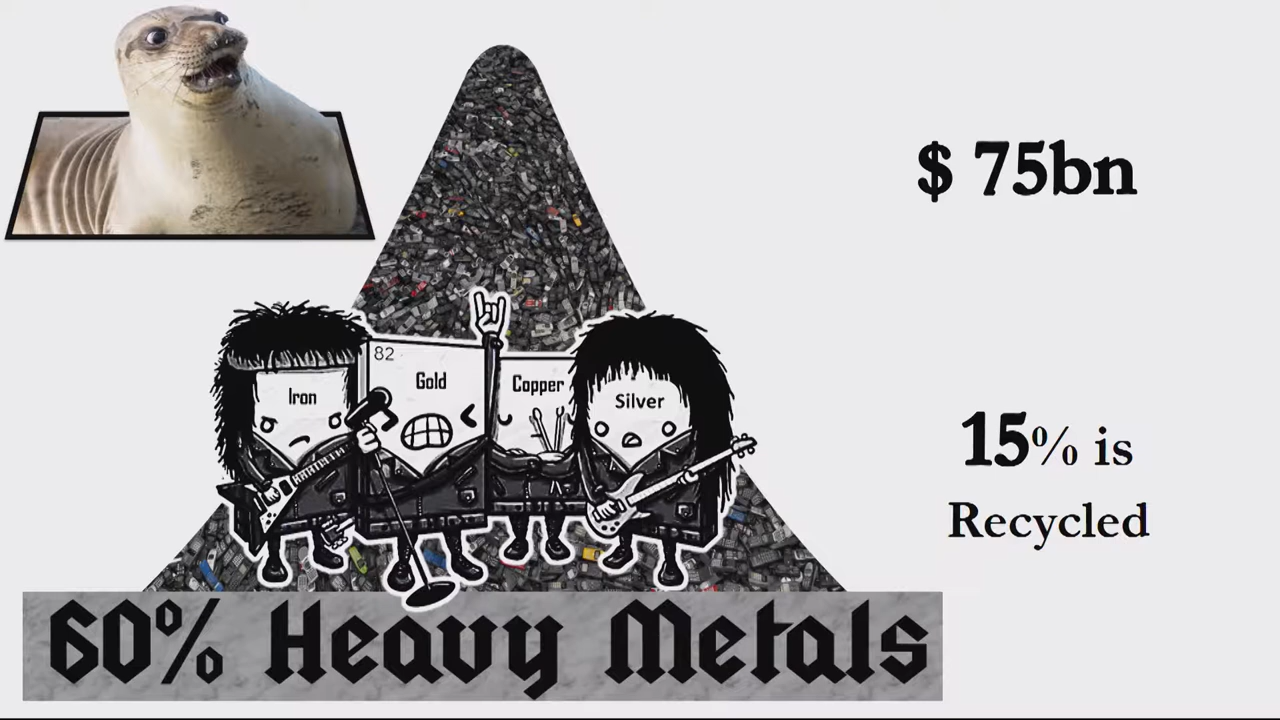 $ 75bn
82
Iron
Gold
Copper
Silver
15% is
Recycled
60% Heavy Metals